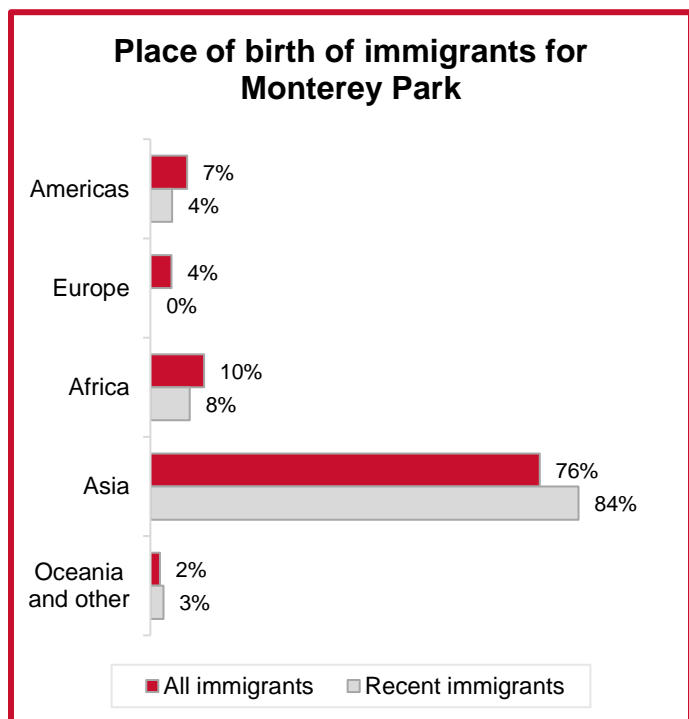 Place of birth of immigrants for
Monterey Park
Americas
7%
4%
Europe
4%
0%
Africa
10%
8%
Asia
76%
84%
Oceania
and other
2%
3%
All immigrants
Recent immigrants